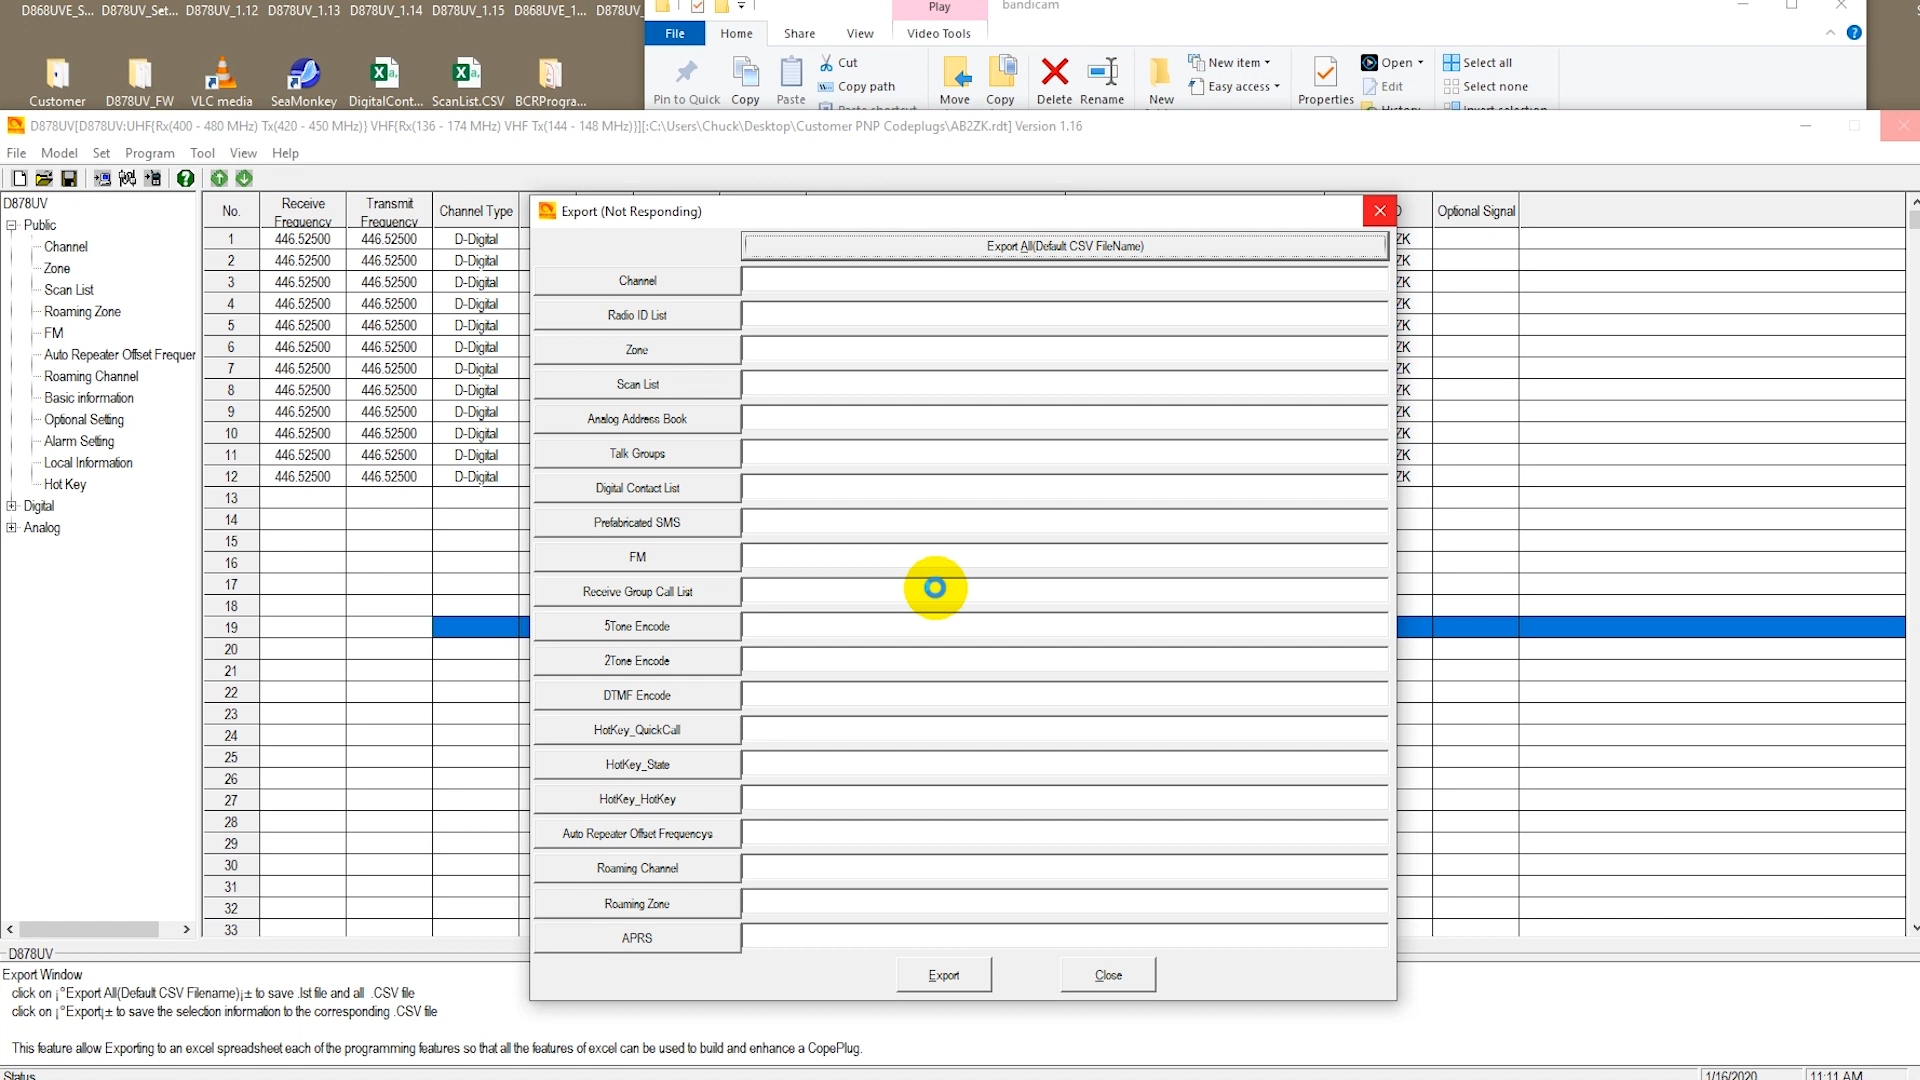 D868UVE_S... D878UV_Set... D878UV_1.12 D878UV_1.13 D878UV_1.14 D878UV_1.15 D868UVE_1... D878UV_
Play
bandicam
File Home Share View Video Tools
Cut
Copy path
Pin to Quick Copy Paste Move Copy Delete Rename New
New item
Easy access
Properties
Open
Edit
Select all
Select none
Customer D878UV_FW VLC media SeaMonkey DigitalCont... ScanList.CSV BCRProgra...
D878UV[D878UV:UHF{Rx(400 - 480 MHz) Tx(420 - 450 MHz)} VHF{Rx(136 - 174 MHz) VHF Tx(144 - 148 MHz)}][:C:\Users\Chuck\Desktop\Customer PNP Codeplugs\AB2ZK.rdt] Version 1.16
File Model Set Program Tool View Help
D878UV
Public
Channel
Zone
Scan List
Roaming Zone
FM
Auto Repeater Offset Frequer
Roaming Channel
Basic information
Optional Setting
Alarm Setting
Local Information
Hot Key
Digital
Analog
No. Receive Frequency Transmit Frequency Channel Type Optional Signal
1 446.52500 446.52500 D-Digital ZK
2 446.52500 446.52500 D-Digital ZK
3 446.52500 446.52500 D-Digital ZK
4 446.52500 446.52500 D-Digital ZK
5 446.52500 446.52500 D-Digital ZK
6 446.52500 446.52500 D-Digital ZK
7 446.52500 446.52500 D-Digital ZK
8 446.52500 446.52500 D-Digital ZK
9 446.52500 446.52500 D-Digital ZK
10 446.52500 446.52500 D-Digital ZK
11 446.52500 446.52500 D-Digital ZK
12 446.52500 446.52500 D-Digital ZK
13
14
15
16
17
18
19
20
21
22
23
24
25
26
27
28
29
30
31
32
33
Export (Not Responding)
Export All(Default CSV FileName)
Channel
Radio ID List
Zone
Scan List
Analog Address Book
Talk Groups
Digital Contact List
Prefabricated SMS
FM
Receive Group Call List
5Tone Encode
2Tone Encode
DTMF Encode
HotKey_QuickCall
HotKey_State
HotKey_HotKey
Auto Repeater Offset Frequencys
Roaming Channel
Roaming Zone
APRS
Export Close
D878UV
Export Window
click on ¡°Export All(Default CSV Filename)¡± to save .lst file and all .CSV file
click on ¡°Export¡± to save the selection information to the corresponding .CSV file
This feature allow Exporting to an excel spreadsheet each of the programming features so that all the features of excel can be used to build and enhance a CopePlug.
Status 1/16/2020 11:11 AM